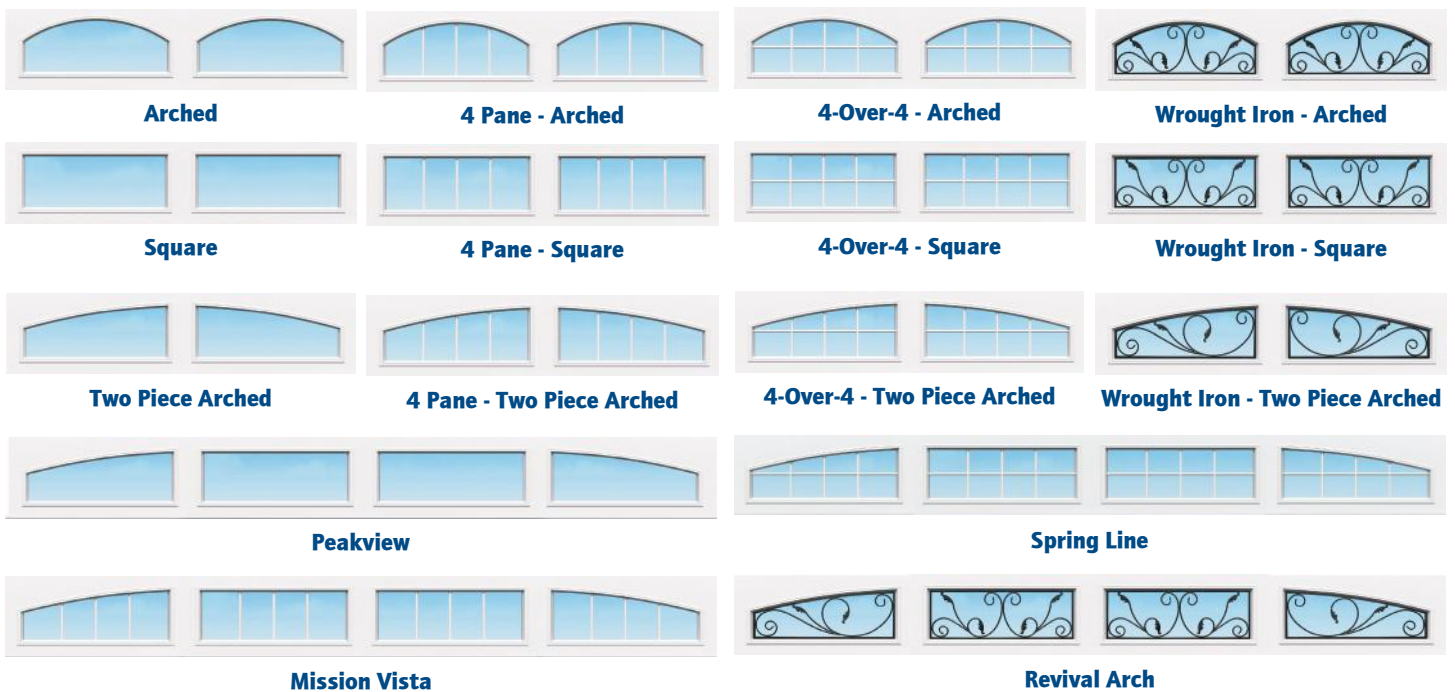 Arched
4 Pane - Arched
4-Over-4 - Arched
Wrought Iron - Arched
Square
4 Pane - Square
4-Over-4 - Square
Wrought Iron - Square
Two Piece Arched
4 Pane - Two Piece Arched
4-Over-4 - Two Piece Arched
Wrought Iron - Two Piece Arched
Peakview
Spring Line
Mission Vista
Revival Arch